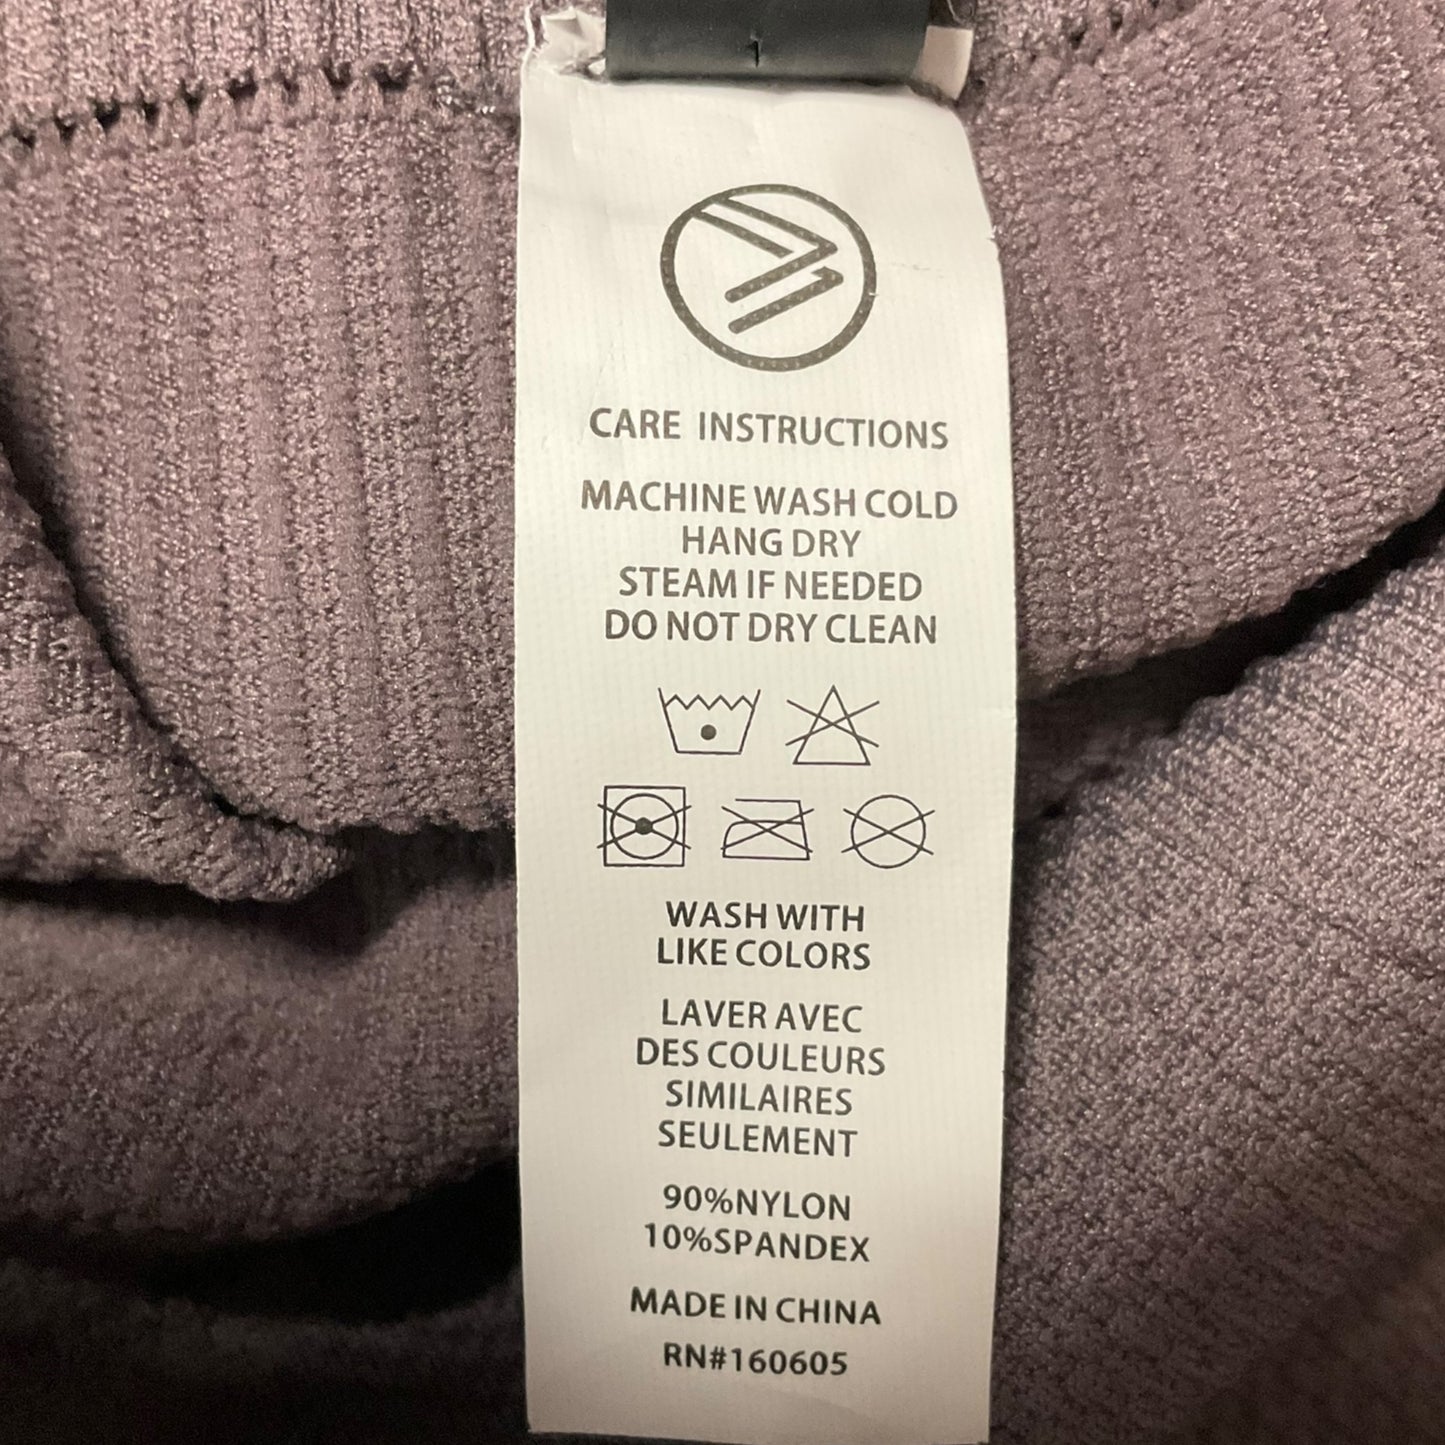 CARE INSTRUCTIONS
MACHINE WASH COLD
HANG DRY
STEAM IF NEEDED
DO NOT DRY CLEAN
WASH WITH
LIKE COLORS
LAVER AVEC
DES COULEURS
SIMILAIRES
SEULEMENT
90%NYLON
10%SPANDEX
MADE IN CHINA
RN#160605